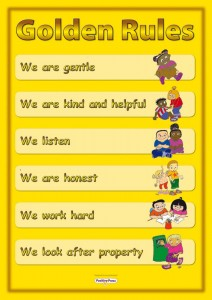 Golden Rules
We are gentle
We are kind and helpful
We listen
We are honest
We work hard
We look after property